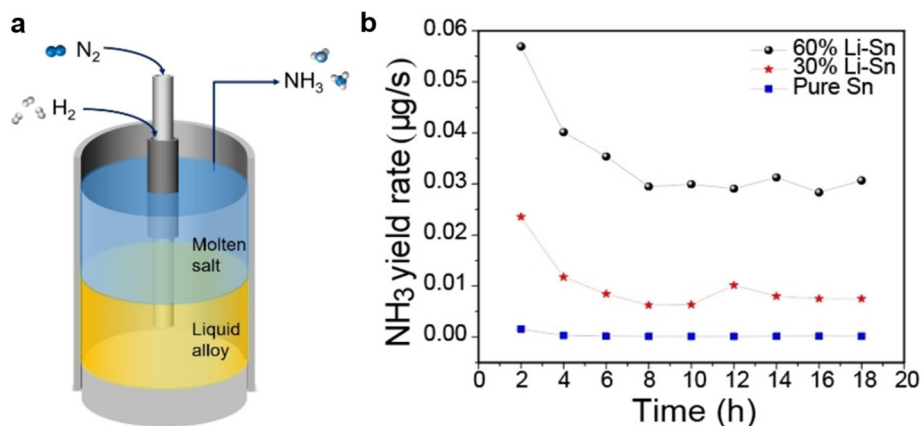 a
N2
H2
NH3
Molten
salt
Liquid
alloy
b
NH3 yield rate (μg/s)
0.06
0.05
0.04
0.03
0.02
0.01
0.00
60% Li-Sn
30% Li-Sn
Pure Sn
0 2 4 6 8 10 12 14 16 18 20
Time (h)